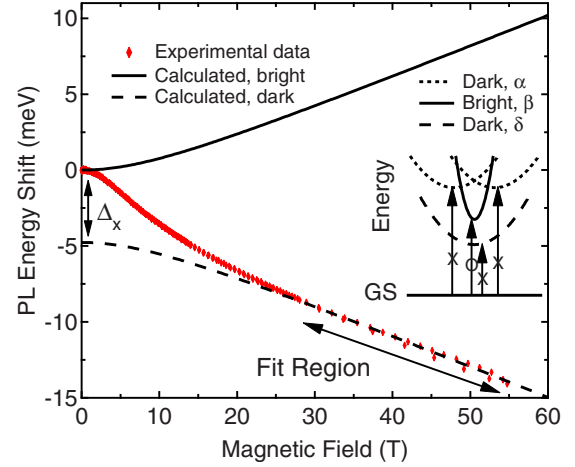 10
5
0
-5
-10
-15
0
10
20
30
40
50
60
PL Energy Shift (meV)
Magnetic Field (T)
Experimental data
Calculated, bright
Calculated, dark
Δx
Fit Region
Dark, α
Bright, β
Dark, δ
Energy
GS
X
O
X
X